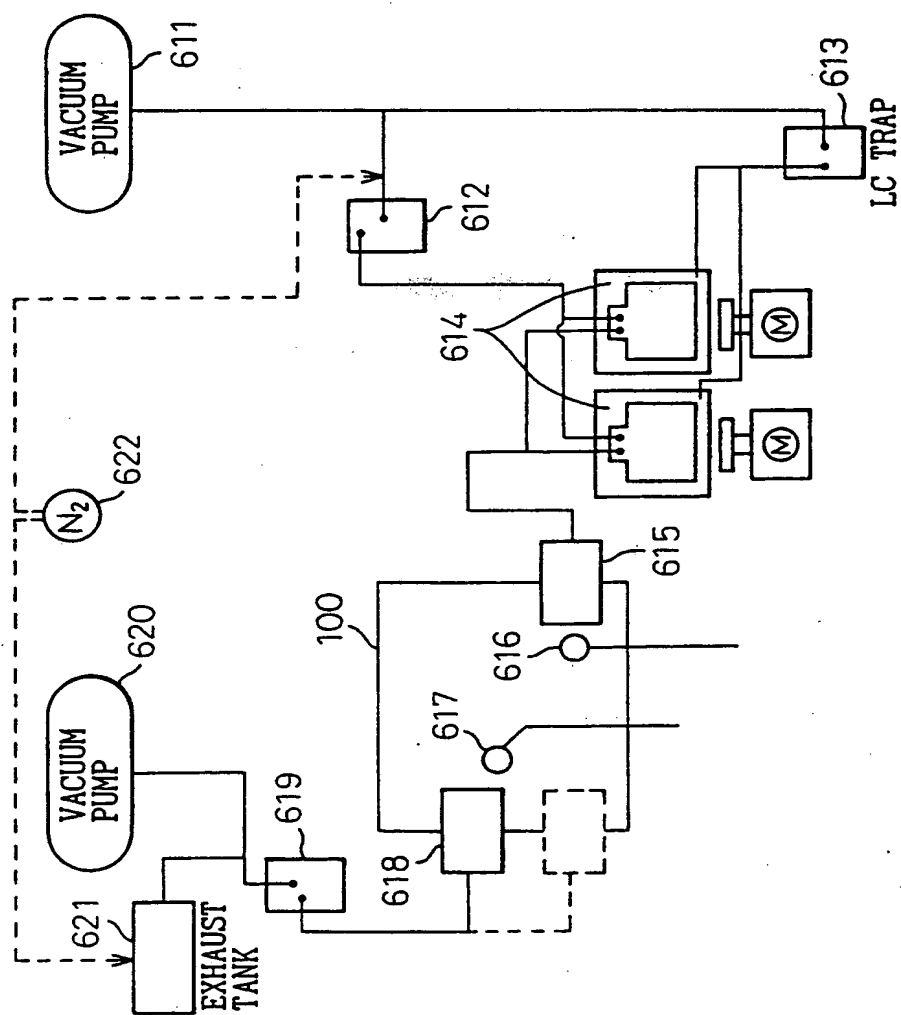 VACUUM
PUMP
611
VACUUM
PUMP
620
N2
622
612
613
LC TRAP
614
M
M
615
616
617
100
618
619
621
EXHAUST
TANK